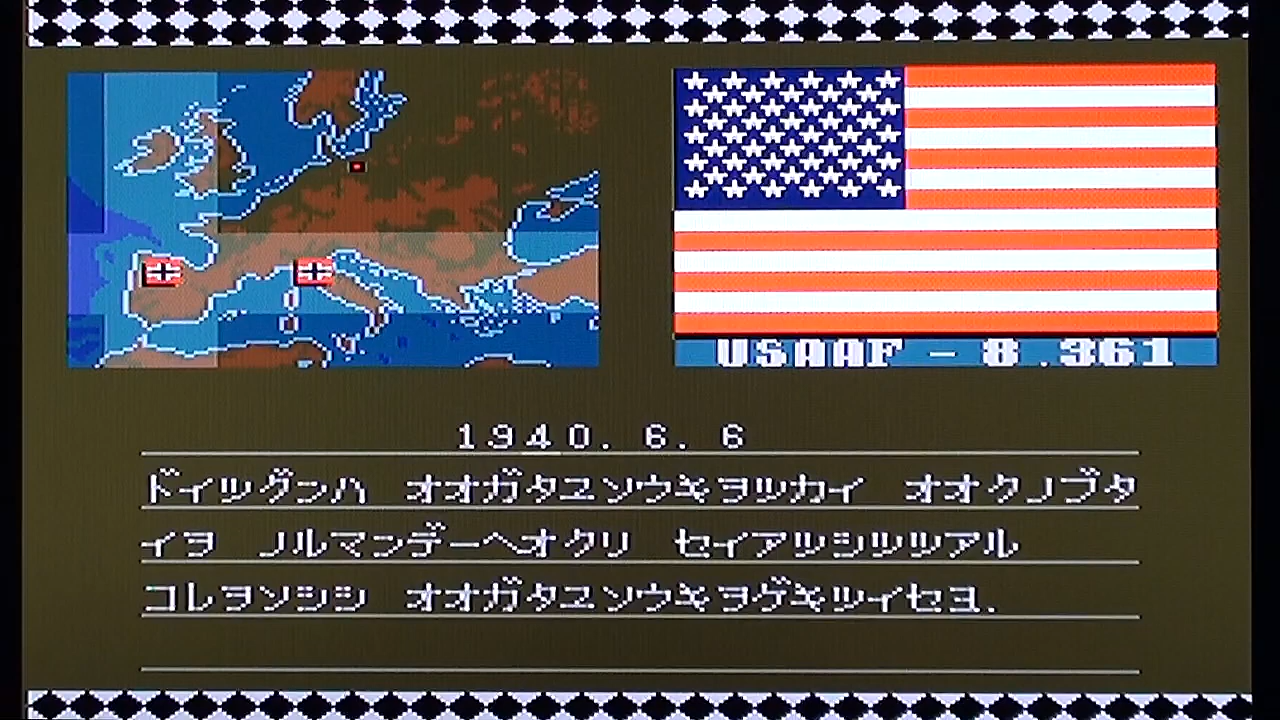 USAAF - 8.361
1940. 6. 6
ドイツグンハ オオガタユソウキヲツカイ オオクノブタ
イヲ ノルマンデーヘオクリ セイアツシツツアル
コレヲソシシ オオガタユソウキヲゲキツイセヨ.